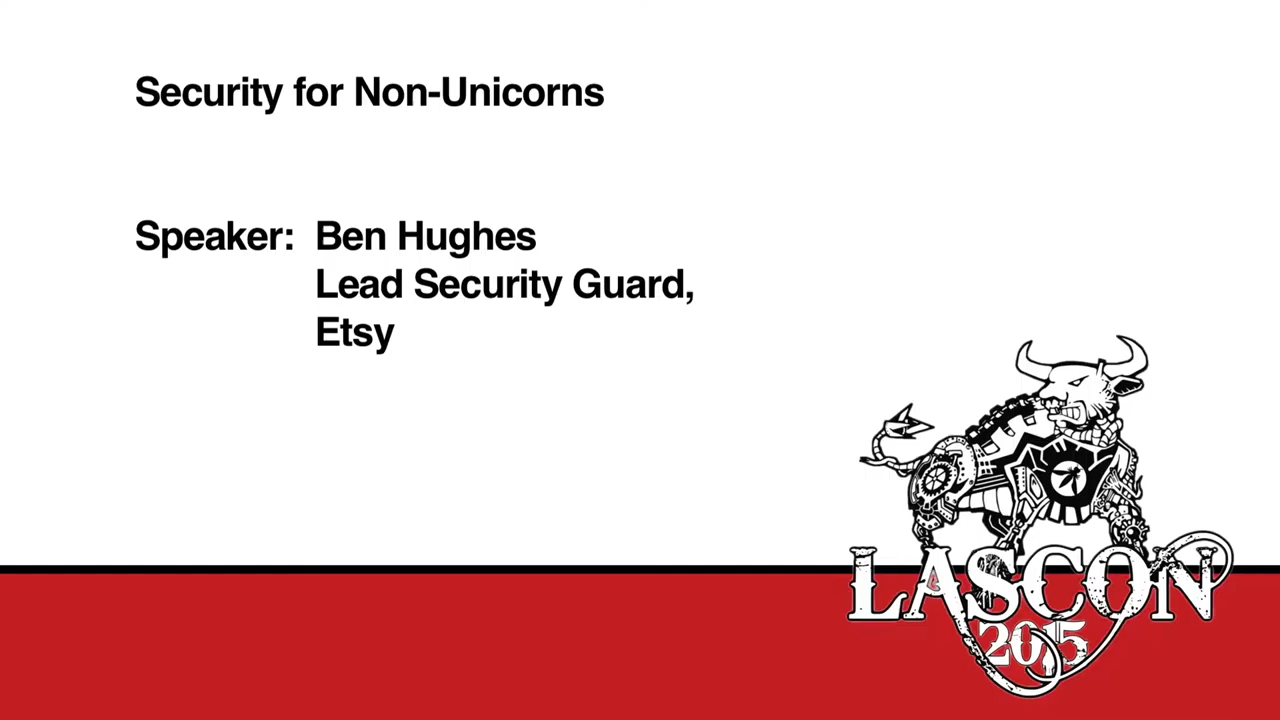 Security for Non-Unicorns
Speaker: Ben Hughes
Lead Security Guard,
Etsy
LASCON
2015